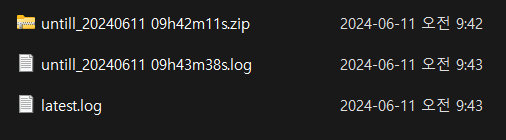 untill_20240611 09h42m11s.zip 2024-06-11 오전 9:42
untill_20240611 09h43m38s.log 2024-06-11 오전 9:43
latest.log 2024-06-11 오전 9:43